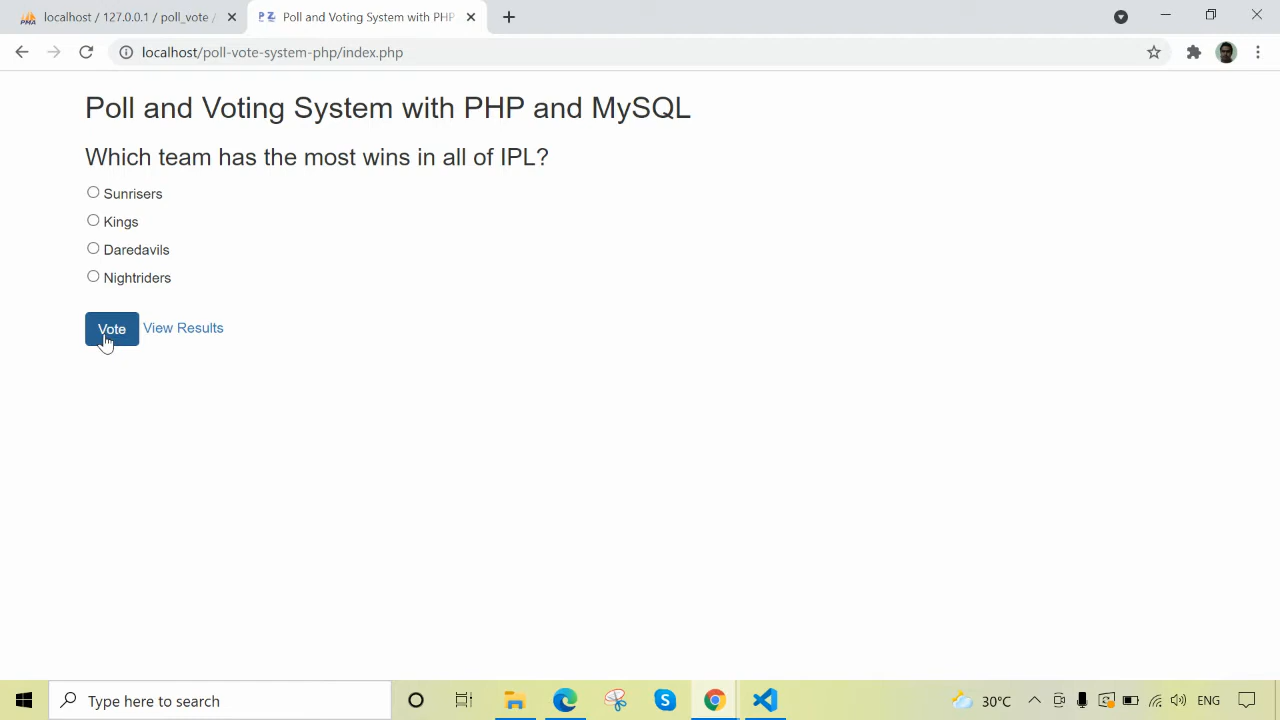 localhost / 127.0.0.1 / poll_vote /
Poll and Voting System with PHP
localhost/poll-vote-system-php/index.php
Poll and Voting System with PHP and MySQL
Which team has the most wins in all of IPL?
Sunrisers
Kings
Daredavils
Nightriders
Vote View Results
Type here to search
30°C
ENG